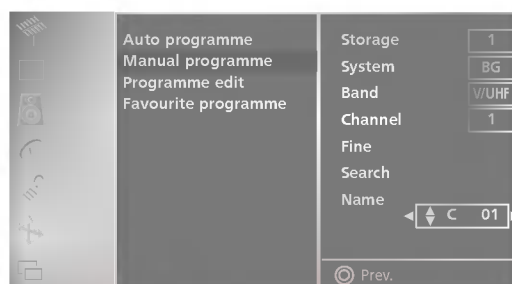 Auto programme
Manual programme
Programme edit
Favourite programme
Storage 1
System BG
Band V/UHF
Channel 1
Fine
Search
Name
C 01
Prev.